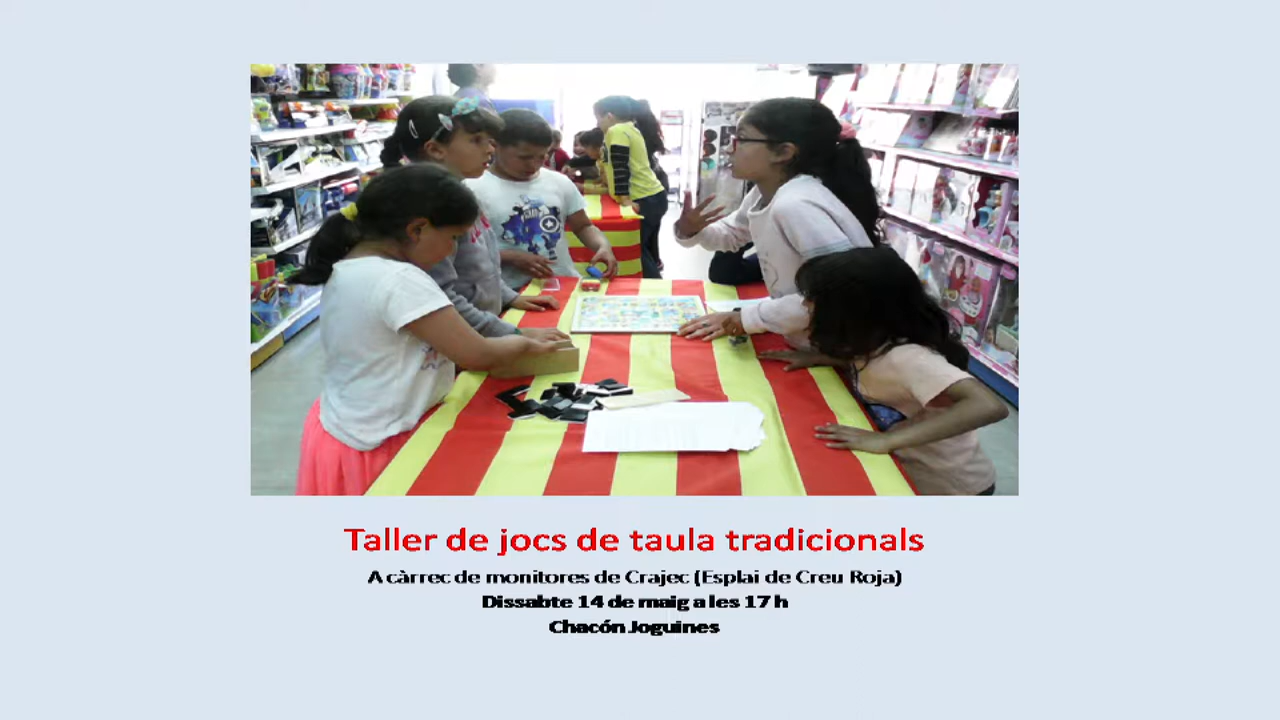 Taller de jocs de taula tradicionals
A càrrec de monitores de Crajec (Esplai de Creu Roja)
Dissabte 14 de maig a les 17 h
Chacón Joguines